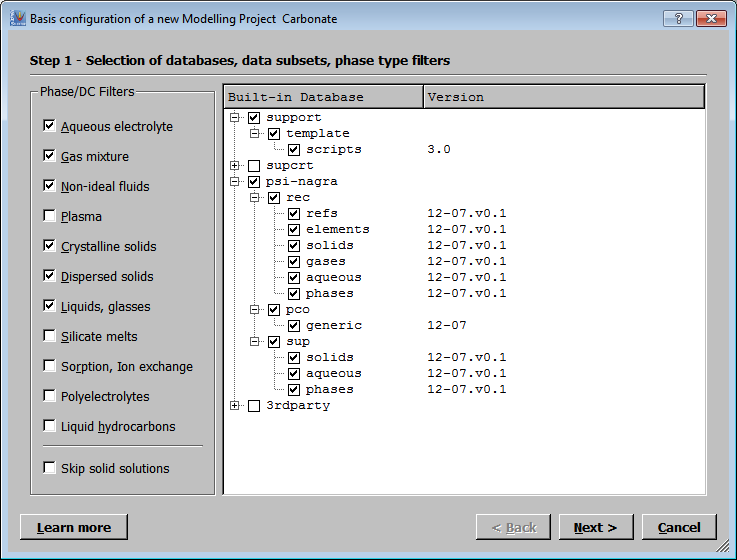 Basis configuration of a new Modelling Project  Carbonate
Step 1 - Selection of databases, data subsets, phase type filters
Phase/DC Filters
Aqueous electrolyte
Gas mixture
Non-ideal fluids
Plasma
Crystalline solids
Dispersed solids
Liquids, glasses
Silicate melts
Sorption, Ion exchange
Polyelectrolytes
Liquid hydrocarbons
Skip solid solutions
Built-in Database Version
support
template
scripts 3.0
supcrt
psi-nagra
rec
refs 12-07.v0.1
elements 12-07.v0.1
solids 12-07.v0.1
gases 12-07.v0.1
aqueous 12-07.v0.1
phases 12-07.v0.1
pco
generic 12-07
sup
solids 12-07.v0.1
aqueous 12-07.v0.1
phases 12-07.v0.1
3rdparty
Learn more
< Back
Next >
Cancel